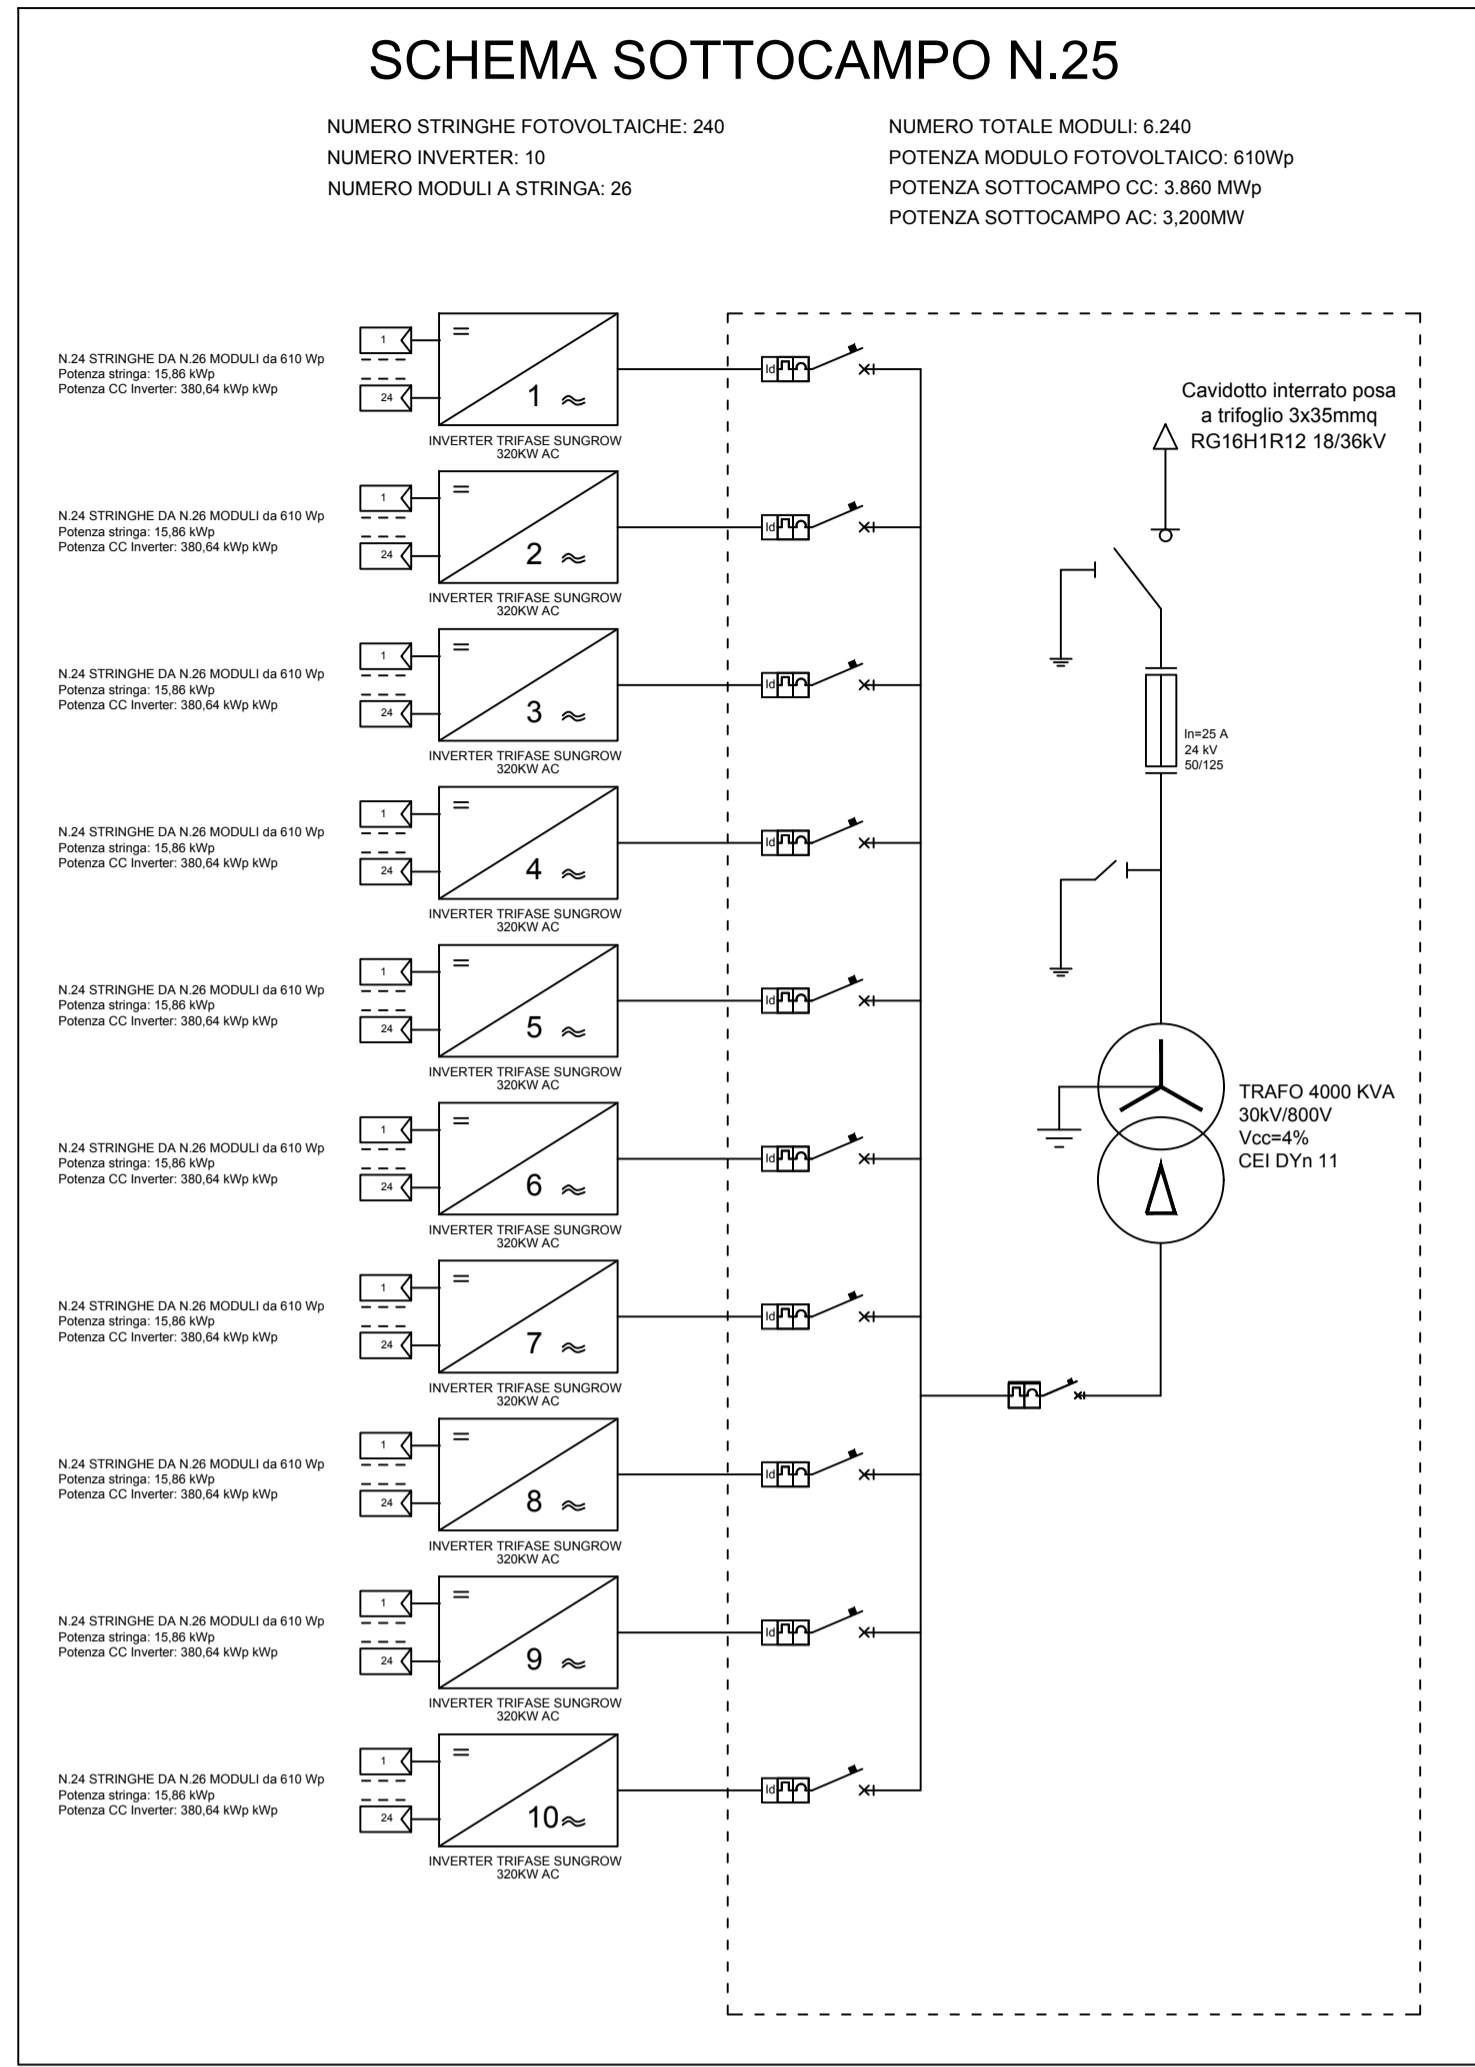 SCHEMA SOTTOCAMPO N.25
NUMERO STRINGHE FOTOVOLTAICHE: 240
NUMERO INVERTER: 10
NUMERO MODULI A STRINGA: 26
NUMERO TOTALE MODULI: 6.240
POTENZA MODULO FOTOVOLTAICO: 610Wp
POTENZA SOTTOCAMPO CC: 3.860 MWp
POTENZA SOTTOCAMPO AC: 3,200MW
N.24 STRINGHE DA N.26 MODULI da 610 Wp
Potenza stringa: 15,86 kWp
Potenza CC Inverter: 380,64 kWp kWp
1
24
1
INVERTER TRIFASE SUNGROW
320KW AC
Id
N.24 STRINGHE DA N.26 MODULI da 610 Wp
Potenza stringa: 15,86 kWp
Potenza CC Inverter: 380,64 kWp kWp
1
24
2
INVERTER TRIFASE SUNGROW
320KW AC
Id
N.24 STRINGHE DA N.26 MODULI da 610 Wp
Potenza stringa: 15,86 kWp
Potenza CC Inverter: 380,64 kWp kWp
1
24
3
INVERTER TRIFASE SUNGROW
320KW AC
Id
N.24 STRINGHE DA N.26 MODULI da 610 Wp
Potenza stringa: 15,86 kWp
Potenza CC Inverter: 380,64 kWp kWp
1
24
4
INVERTER TRIFASE SUNGROW
320KW AC
Id
N.24 STRINGHE DA N.26 MODULI da 610 Wp
Potenza stringa: 15,86 kWp
Potenza CC Inverter: 380,64 kWp kWp
1
24
5
INVERTER TRIFASE SUNGROW
320KW AC
Id
N.24 STRINGHE DA N.26 MODULI da 610 Wp
Potenza stringa: 15,86 kWp
Potenza CC Inverter: 380,64 kWp kWp
1
24
6
INVERTER TRIFASE SUNGROW
320KW AC
Id
N.24 STRINGHE DA N.26 MODULI da 610 Wp
Potenza stringa: 15,86 kWp
Potenza CC Inverter: 380,64 kWp kWp
1
24
7
INVERTER TRIFASE SUNGROW
320KW AC
Id
N.24 STRINGHE DA N.26 MODULI da 610 Wp
Potenza stringa: 15,86 kWp
Potenza CC Inverter: 380,64 kWp kWp
1
24
8
INVERTER TRIFASE SUNGROW
320KW AC
Id
N.24 STRINGHE DA N.26 MODULI da 610 Wp
Potenza stringa: 15,86 kWp
Potenza CC Inverter: 380,64 kWp kWp
1
24
9
INVERTER TRIFASE SUNGROW
320KW AC
Id
N.24 STRINGHE DA N.26 MODULI da 610 Wp
Potenza stringa: 15,86 kWp
Potenza CC Inverter: 380,64 kWp kWp
1
24
10
INVERTER TRIFASE SUNGROW
320KW AC
Id
Cavidotto interrato posa
a trifoglio 3x35mmq
RG16H1R12 18/36kV
In=25 A
24 kV
50/125
TRAFO 4000 KVA
30kV/800V
Vcc=4%
CEI DYn 11